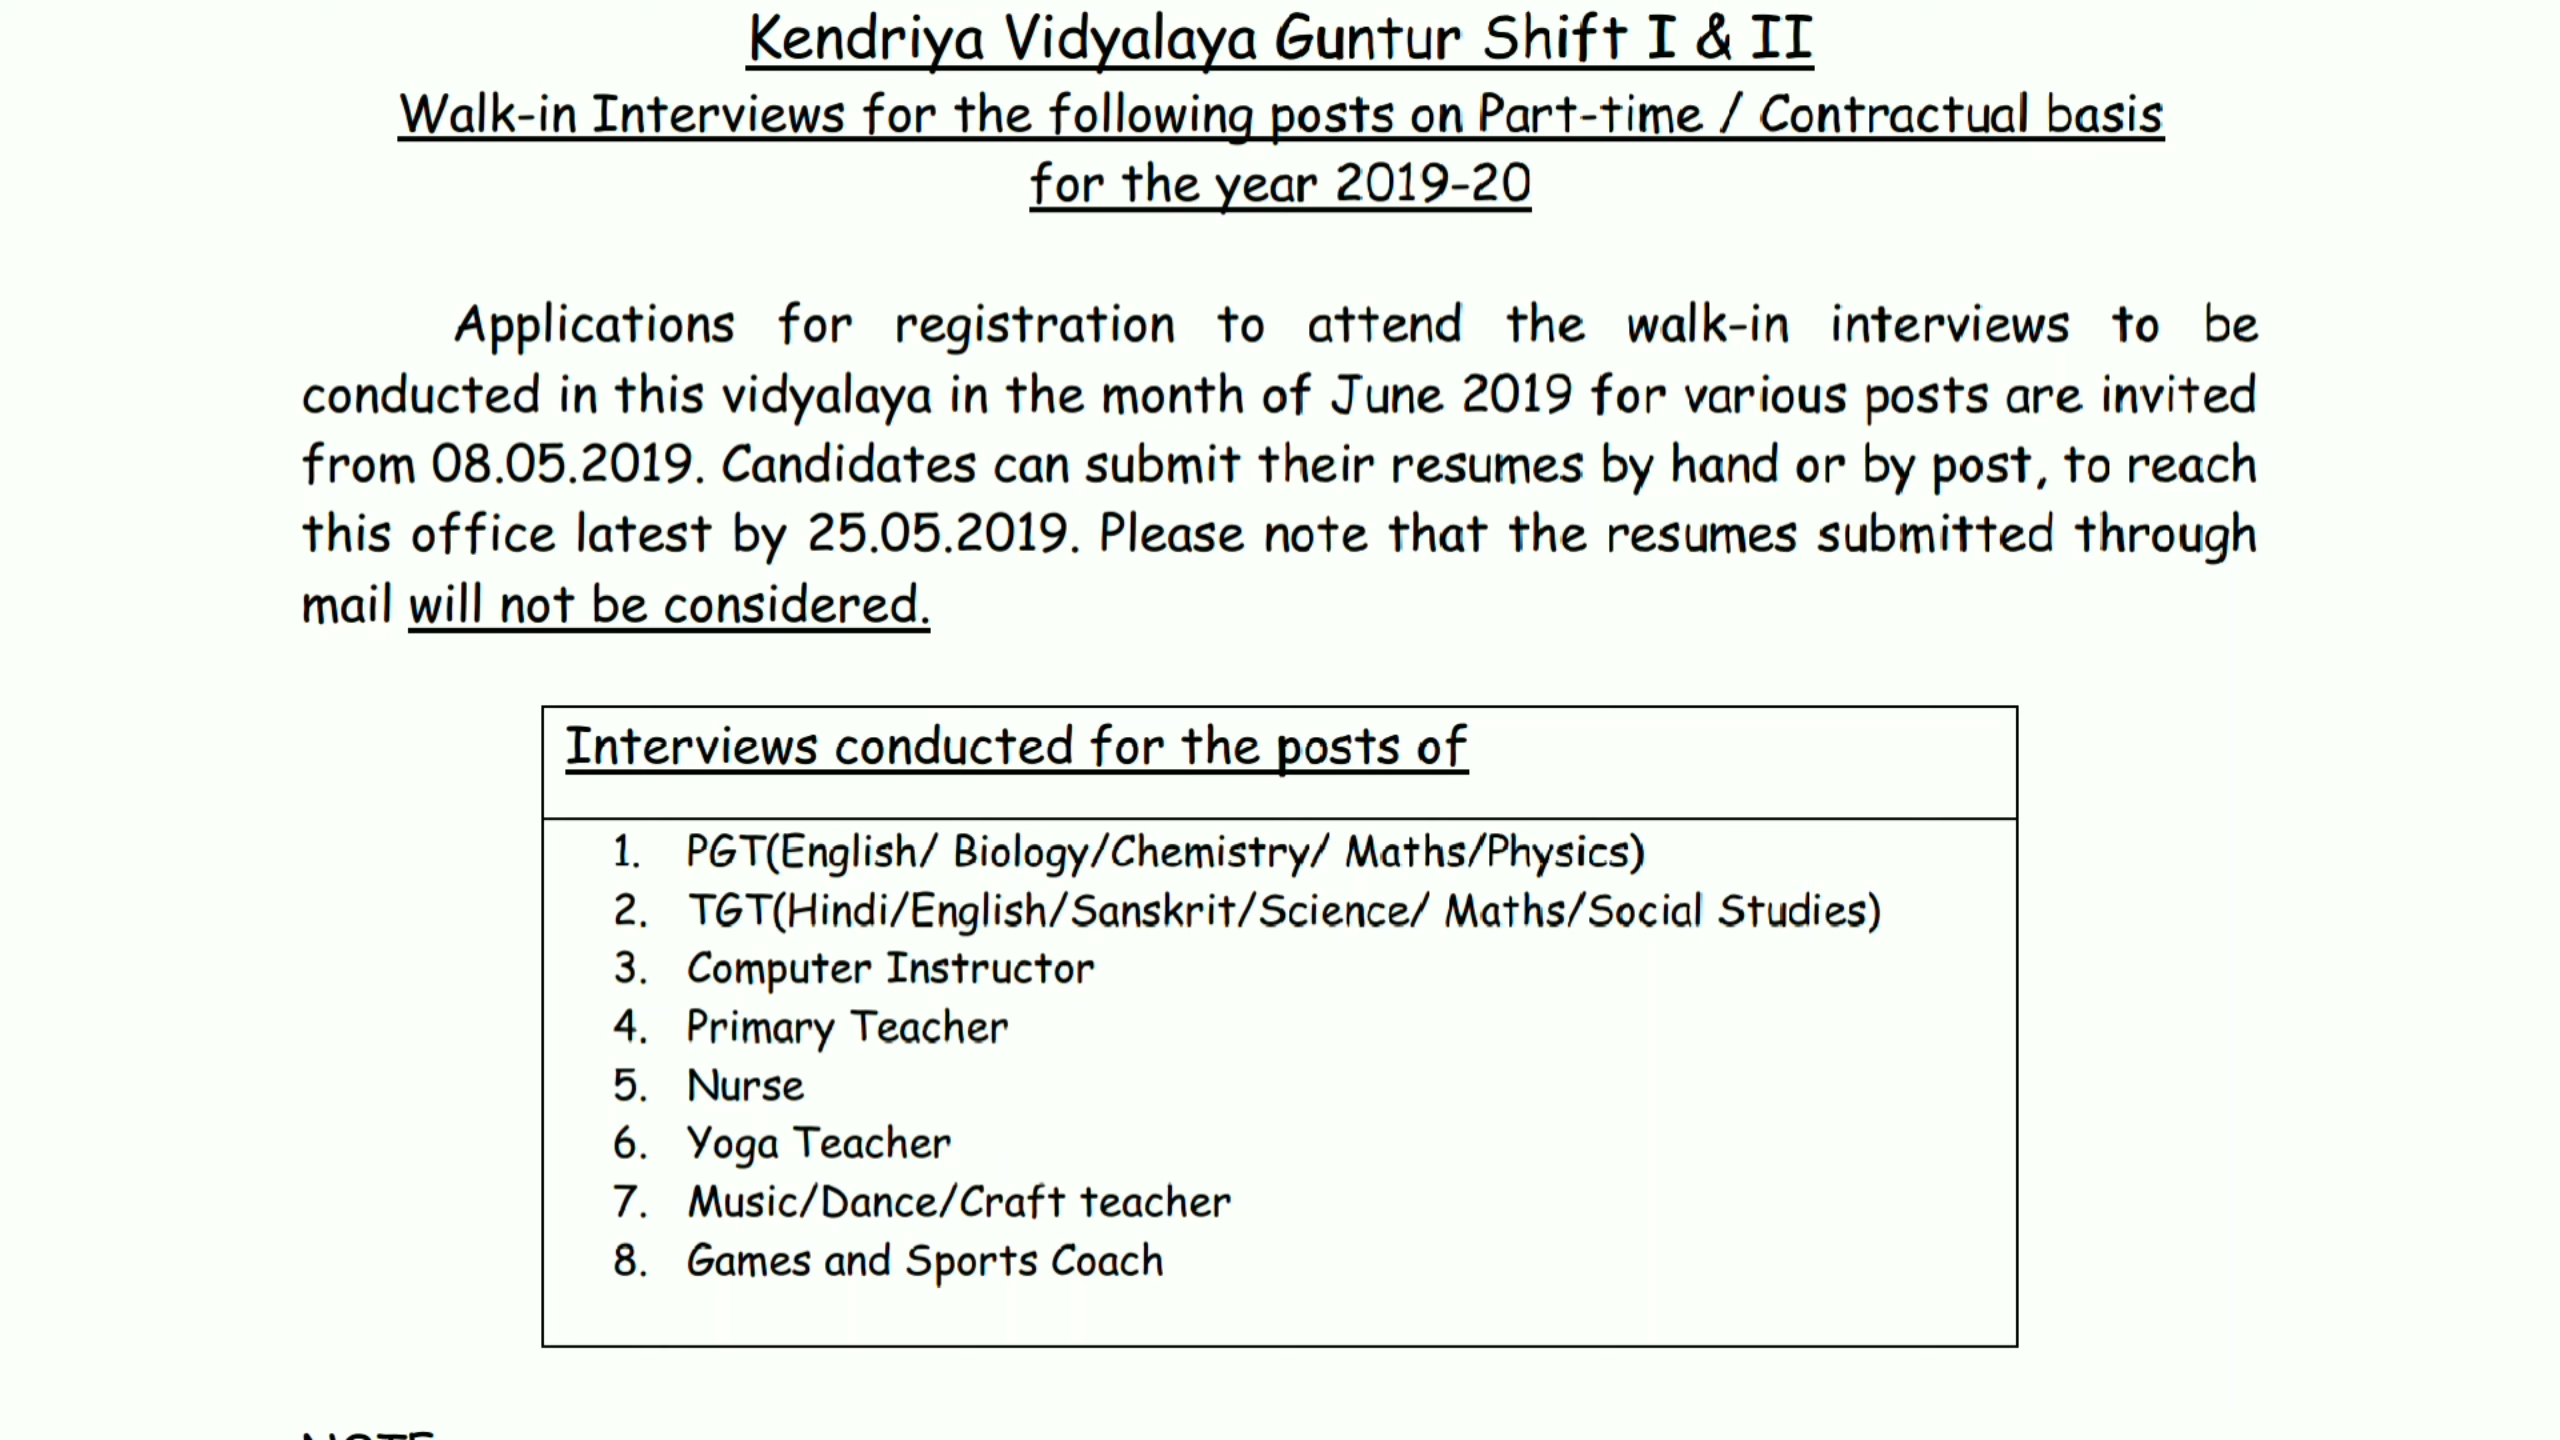 Kendriya Vidyalaya Guntur Shift I & II
Walk-in Interviews for the following posts on Part-time / Contractual basis
for the year 2019-20
Applications for registration to attend the walk-in interviews to be
conducted in this vidyalaya in the month of June 2019 for various posts are invited
from 08.05.2019. Candidates can submit their resumes by hand or by post, to reach
this office latest by 25.05.2019. Please note that the resumes submitted through
mail will not be considered.
Interviews conducted for the posts of
1. PGT(English/ Biology/Chemistry/ Maths/Physics)
2. TGT(Hindi/English/Sanskrit/Science/ Maths/Social Studies)
3. Computer Instructor
4. Primary Teacher
5. Nurse
6. Yoga Teacher
7. Music/Dance/Craft teacher
8. Games and Sports Coach
NOTE